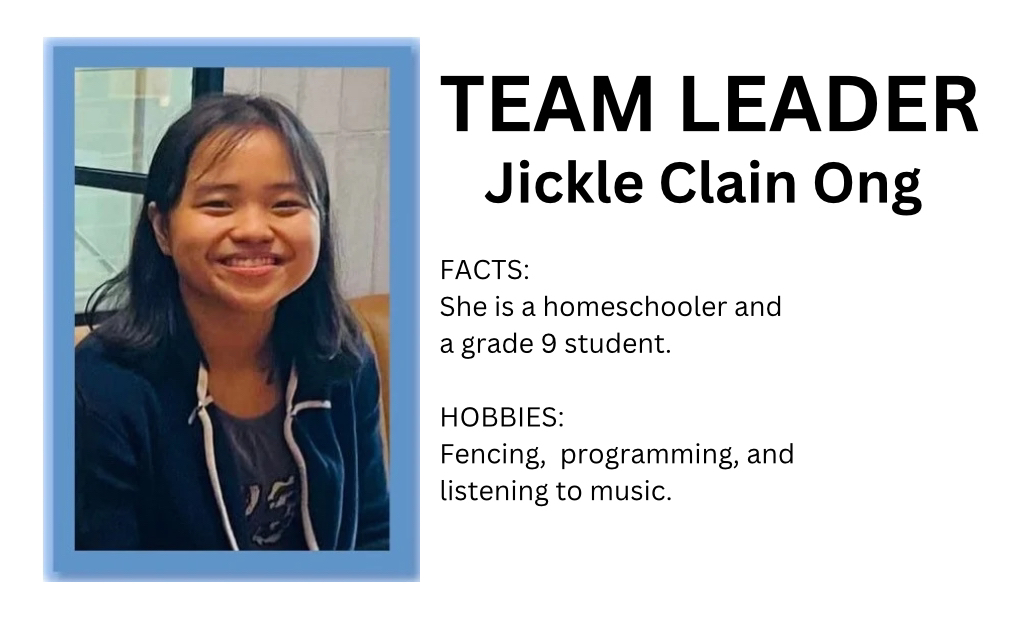 TEAM LEADER
Jickle Clain Ong
FACTS:
She is a homeschooler and
a grade 9 student.
HOBBIES:
Fencing,  programming, and
listening to music.